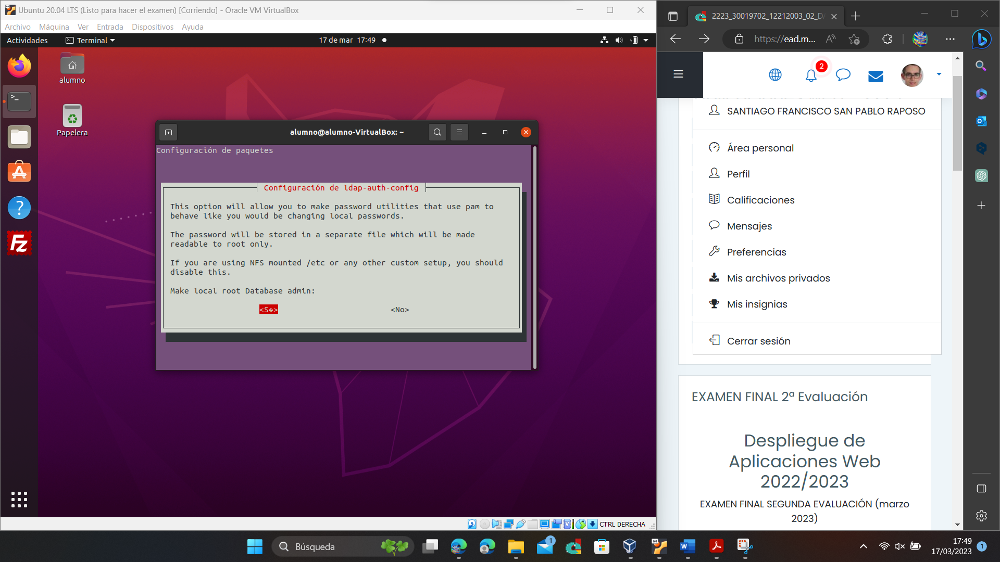 Ubuntu 20.04 LTS (Listo para hacer el examen) [Corriendo] - Oracle VM VirtualBox
Archivo Máquina Ver Entrada Dispositivos Ayuda
Actividades Terminal 17 de mar 17:49
alumno
Papelera
alumno@alumno-VirtualBox: ~
Configuración de paquetes
Configuración de ldap-auth-config
This option will allow you to make password utilities that use pam to
behave like you would be changing local passwords.
The password will be stored in a separate file which will be made
readable to root only.
If you are using NFS mounted /etc or any other custom setup, you should
disable this.
Make local root Database admin:
<S�> <No>
CTRL DERECHA
2223_30019702_12212003_02_DA
https://ead.m...
2
SANTIAGO FRANCISCO SAN PABLO RAPOSO
Área personal
Perfil
Calificaciones
Mensajes
Preferencias
Mis archivos privados
Mis insignias
Cerrar sesión
EXAMEN FINAL 2ª Evaluación
Despliegue de
Aplicaciones Web
2022/2023
EXAMEN FINAL SEGUNDA EVALUACIÓN (marzo
2023)
Búsqueda
1
17:49
17/03/2023
1